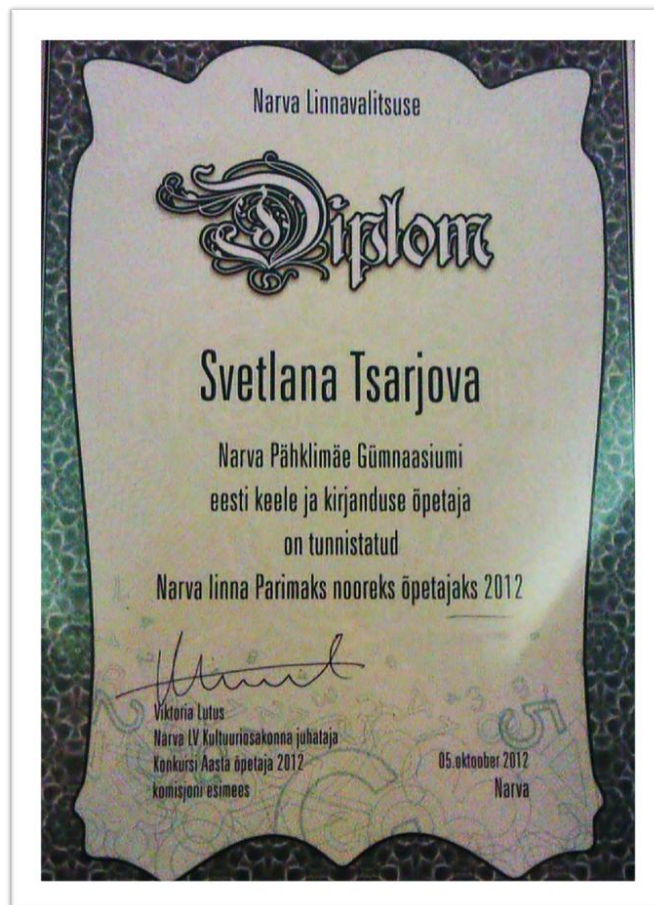 Narva Linnavalitsuse
Diplom
Svetlana Tsarjova
Narva Pähklimäe Gümnaasiumi
eesti keele ja kirjanduse õpetaja
on tunnistatud
Narva linna Parimaks nooreks õpetajaks 2012
Viktoria Lutus
Narva LV Kultuuriosakonna juhataja
Konkursi Aasta õpetaja 2012
komisjoni esimees
05.oktoober 2012
Narva